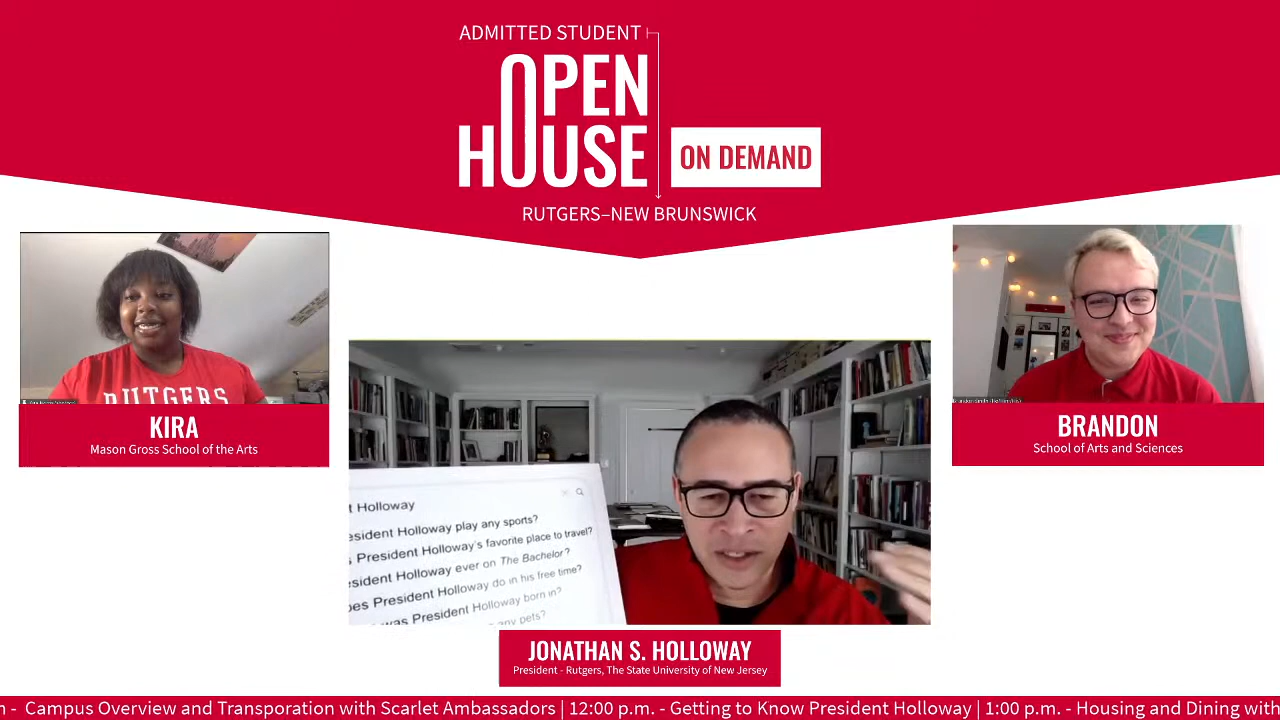 ADMITTED STUDENT
OPEN
HOUSE
ON DEMAND
RUTGERS–NEW BRUNSWICK
RUTGERS
KIRA
Mason Gross School of the Arts
BRANDON
School of Arts and Sciences
t Holloway
esident Holloway play any sports?
s President Holloway's favorite place to travel?
esident Holloway ever on The Bachelor?
oes President Holloway do in his free time?
was President Holloway born in?
any pets?
JONATHAN S. HOLLOWAY
President - Rutgers, The State University of New Jersey
- Campus Overview and Transporation with Scarlet Ambassadors | 12:00 p.m. - Getting to Know President Holloway | 1:00 p.m. - Housing and Dining with